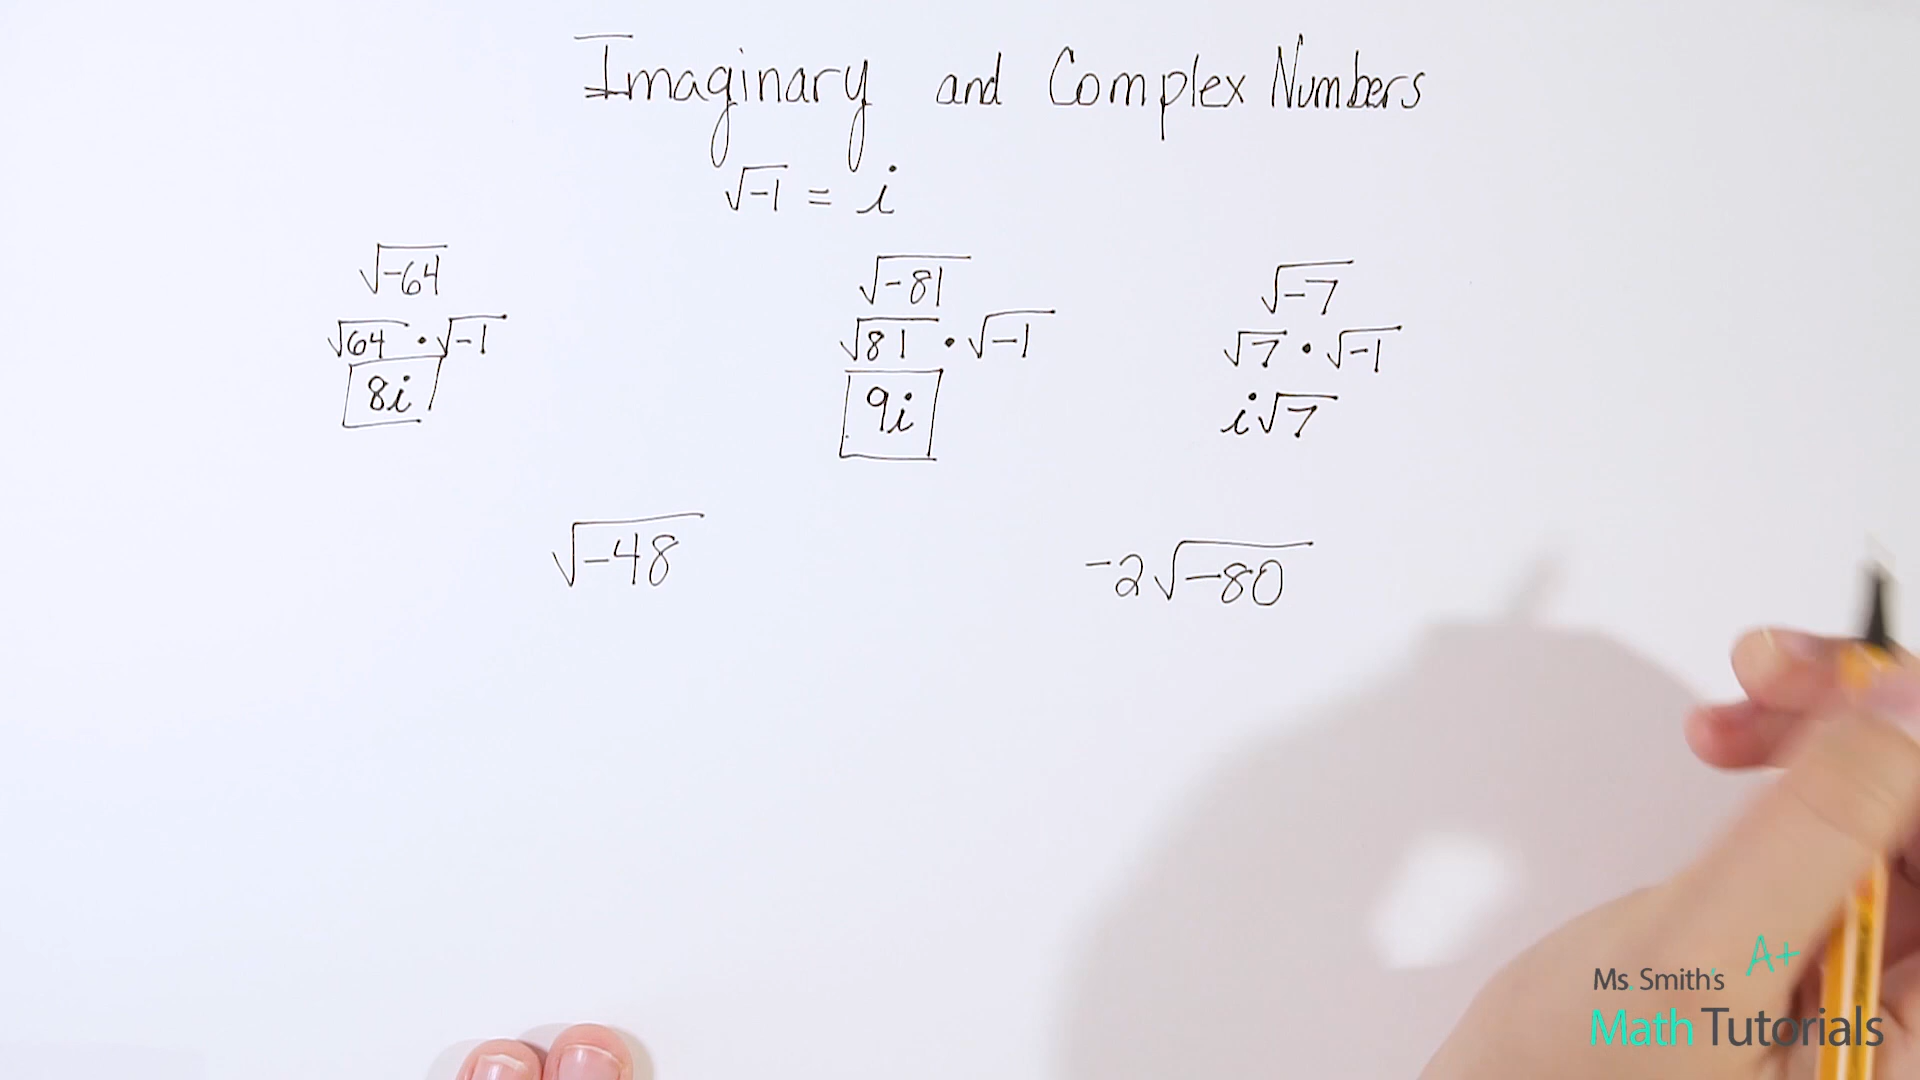 Imaginary and Complex Numbers
√-1 = i
√-64
√64 · √-1
8i
√-81
√81 · √-1
9i
√-7
√7 · √-1
i√7
√-48
-2√-80
Ms. Smith's A+
Math Tutorials